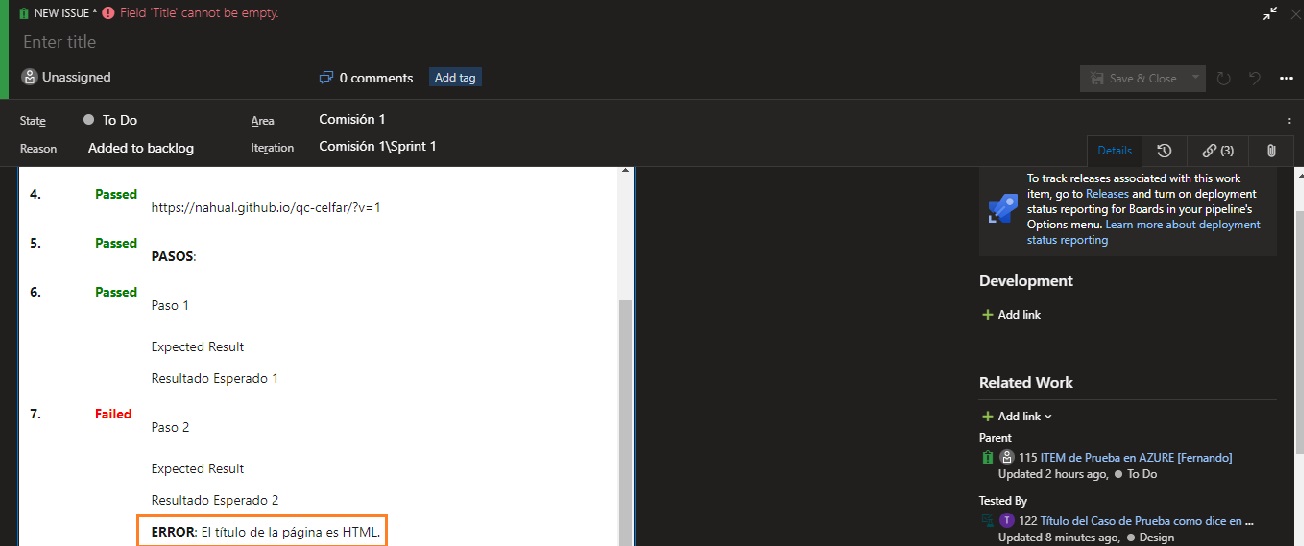 NEW ISSUE * Field 'Title' cannot be empty.
Enter title
Unassigned
0 comments
Add tag
Save & Close
State
To Do
Area
Comisión 1
Reason
Added to backlog
Iteration
Comisión 1\Sprint 1
Details
(3)
4. Passed
https://nahual.github.io/qc-celfar/?v=1
5. Passed
PASOS:
6. Passed
Paso 1
Expected Result
Resultado Esperado 1
7. Failed
Paso 2
Expected Result
Resultado Esperado 2
ERROR: El título de la página es HTML.
To track releases associated with this work
item, go to Releases and turn on deployment
status reporting for Boards in your pipeline's
Options menu. Learn more about deployment
status reporting
Development
+ Add link
Related Work
+ Add link
Parent
115 ITEM de Prueba en AZURE [Fernando]
Updated 2 hours ago, To Do
Tested By
T 122 Título del Caso de Prueba como dice en ...
Updated 8 minutes ago, Design